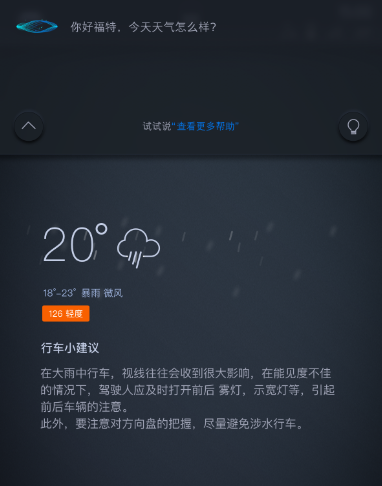 你好福特，今天天气怎么样？
试试说“查看更多帮助”
20°
18°~23° 暴雨 微风
126 轻度
行车小建议
在大雨中行车，视线往往会收到很大影响，在能见度不佳
的情况下，驾驶人应及时打开前后 雾灯，示宽灯等，引起
前后车辆的注意。
此外，要注意对方向盘的把握，尽量避免涉水行车。